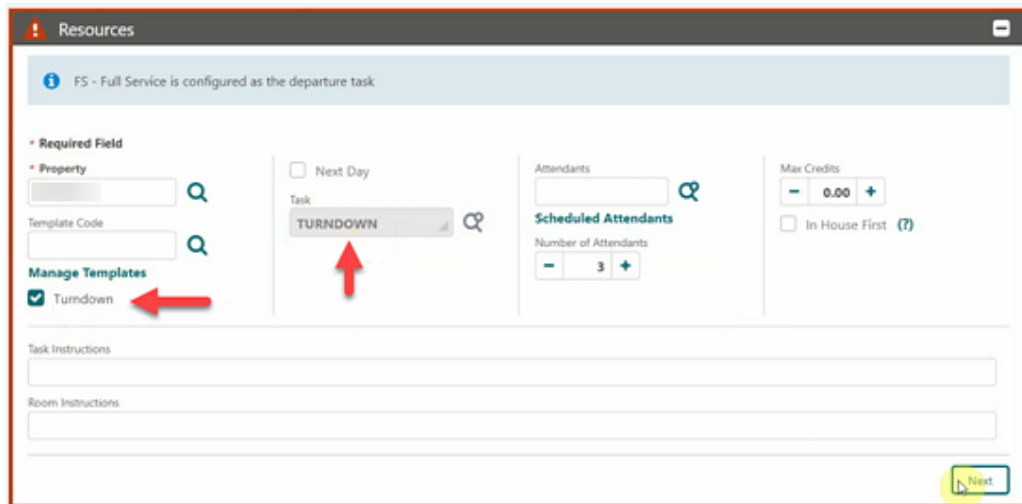 Resources
FS - Full Service is configured as the departure task
* Required Field
* Property
Template Code
Manage Templates
Turndown
Next Day
Task
TURNDOWN
Attendants
Scheduled Attendants
Number of Attendants
- 3 +
Max Credits
- 0.00 +
In House First (?)
Task Instructions
Room Instructions
Next